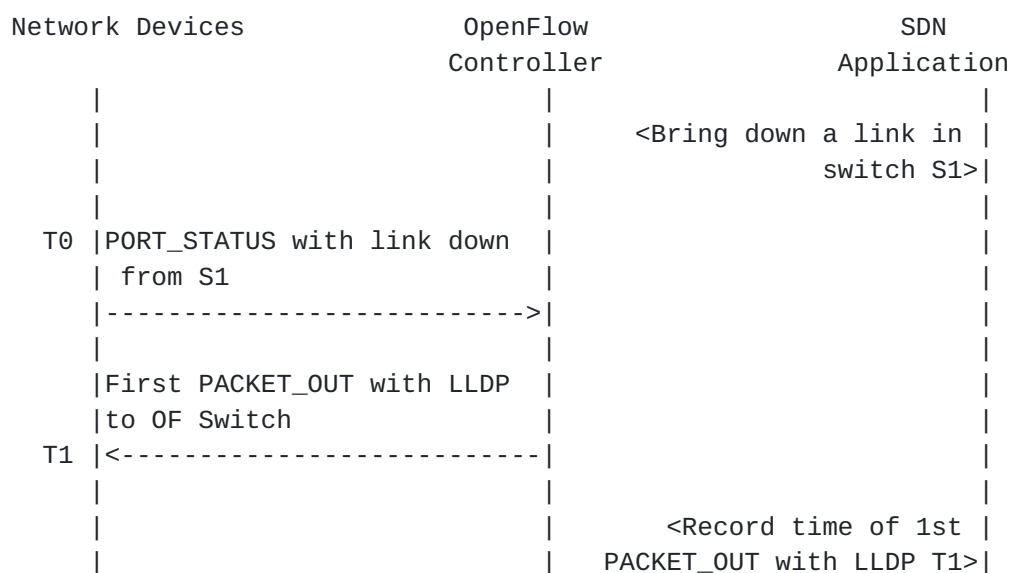 Network Devices              OpenFlow                    SDN
                            Controller               Application
     |                            |                           |
     |                            |     <Bring down a link in |
     |                            |                 switch S1>|
     |                            |                           |
  T0 |PORT_STATUS with link down  |                           |
     | from S1                    |                           |
     |--------------------------->|                           |
     |                            |                           |
     |First PACKET_OUT with LLDP  |                           |
     |to OF Switch                |                           |
  T1 |<---------------------------|                           |
     |                            |                           |
     |                            |       <Record time of 1st |
     |                            |   PACKET_OUT with LLDP T1>|